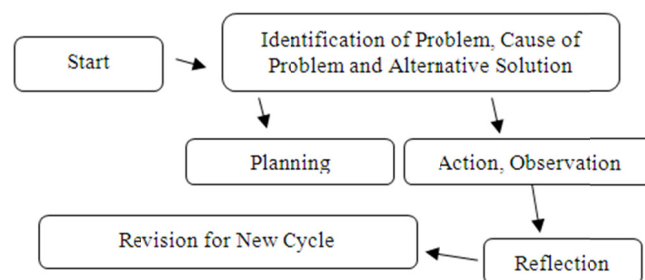 Start
Identification of Problem, Cause of
Problem and Alternative Solution
Planning
Action, Observation
Revision for New Cycle
Reflection